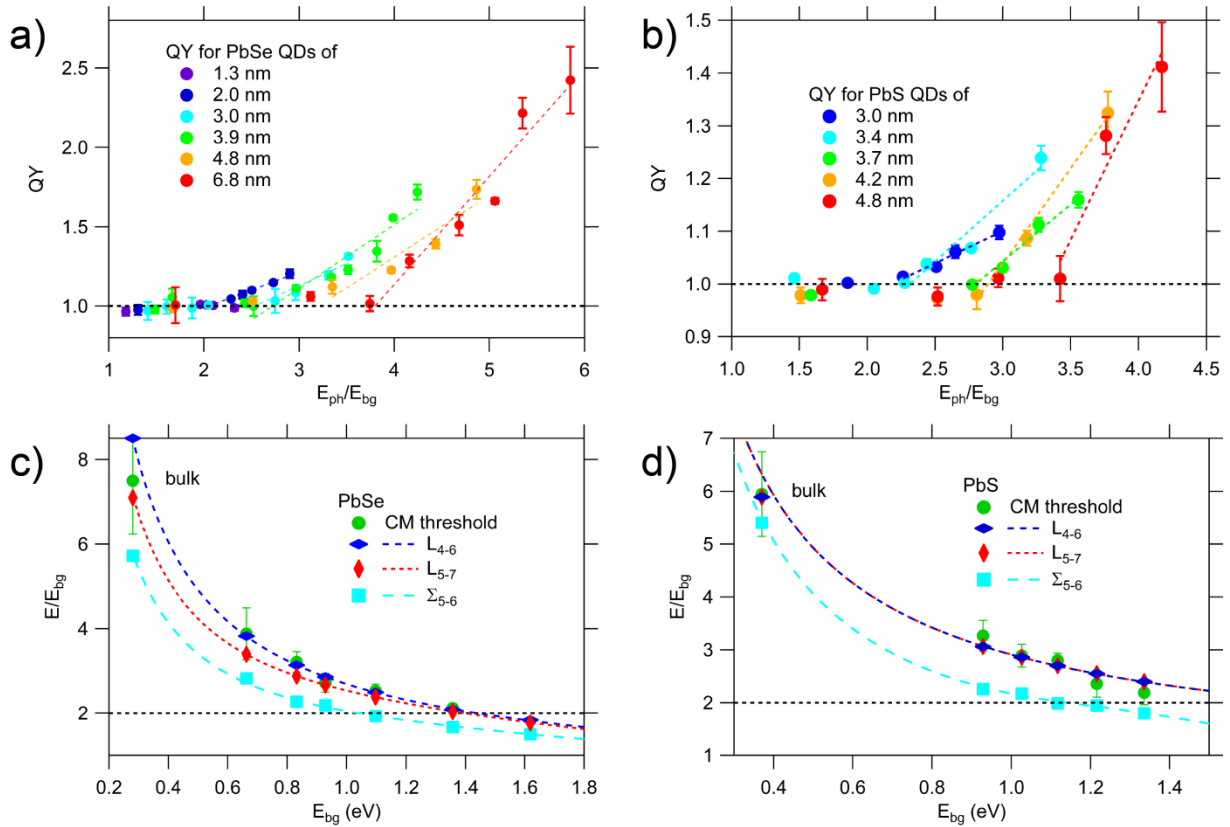 a)
QY for PbSe QDs of
1.3 nm
2.0 nm
3.0 nm
3.9 nm
4.8 nm
6.8 nm
QY
2.5
2.0
1.5
1.0
1 2 3 4 5 6
E_ph/E_bg
b)
QY for PbS QDs of
3.0 nm
3.4 nm
3.7 nm
4.2 nm
4.8 nm
QY
1.5
1.4
1.3
1.2
1.1
1.0
0.9
1.0 1.5 2.0 2.5 3.0 3.5 4.0 4.5
E_ph/E_bg
c)
bulk
PbSe
CM threshold
L_4-6
L_5-7
Σ_5-6
E/E_bg
8
6
4
2
0.2 0.4 0.6 0.8 1.0 1.2 1.4 1.6 1.8
E_bg (eV)
d)
bulk
PbS
CM threshold
L_4-6
L_5-7
Σ_5-6
E/E_bg
7
6
5
4
3
2
1
0.4 0.6 0.8 1.0 1.2 1.4
E_bg (eV)